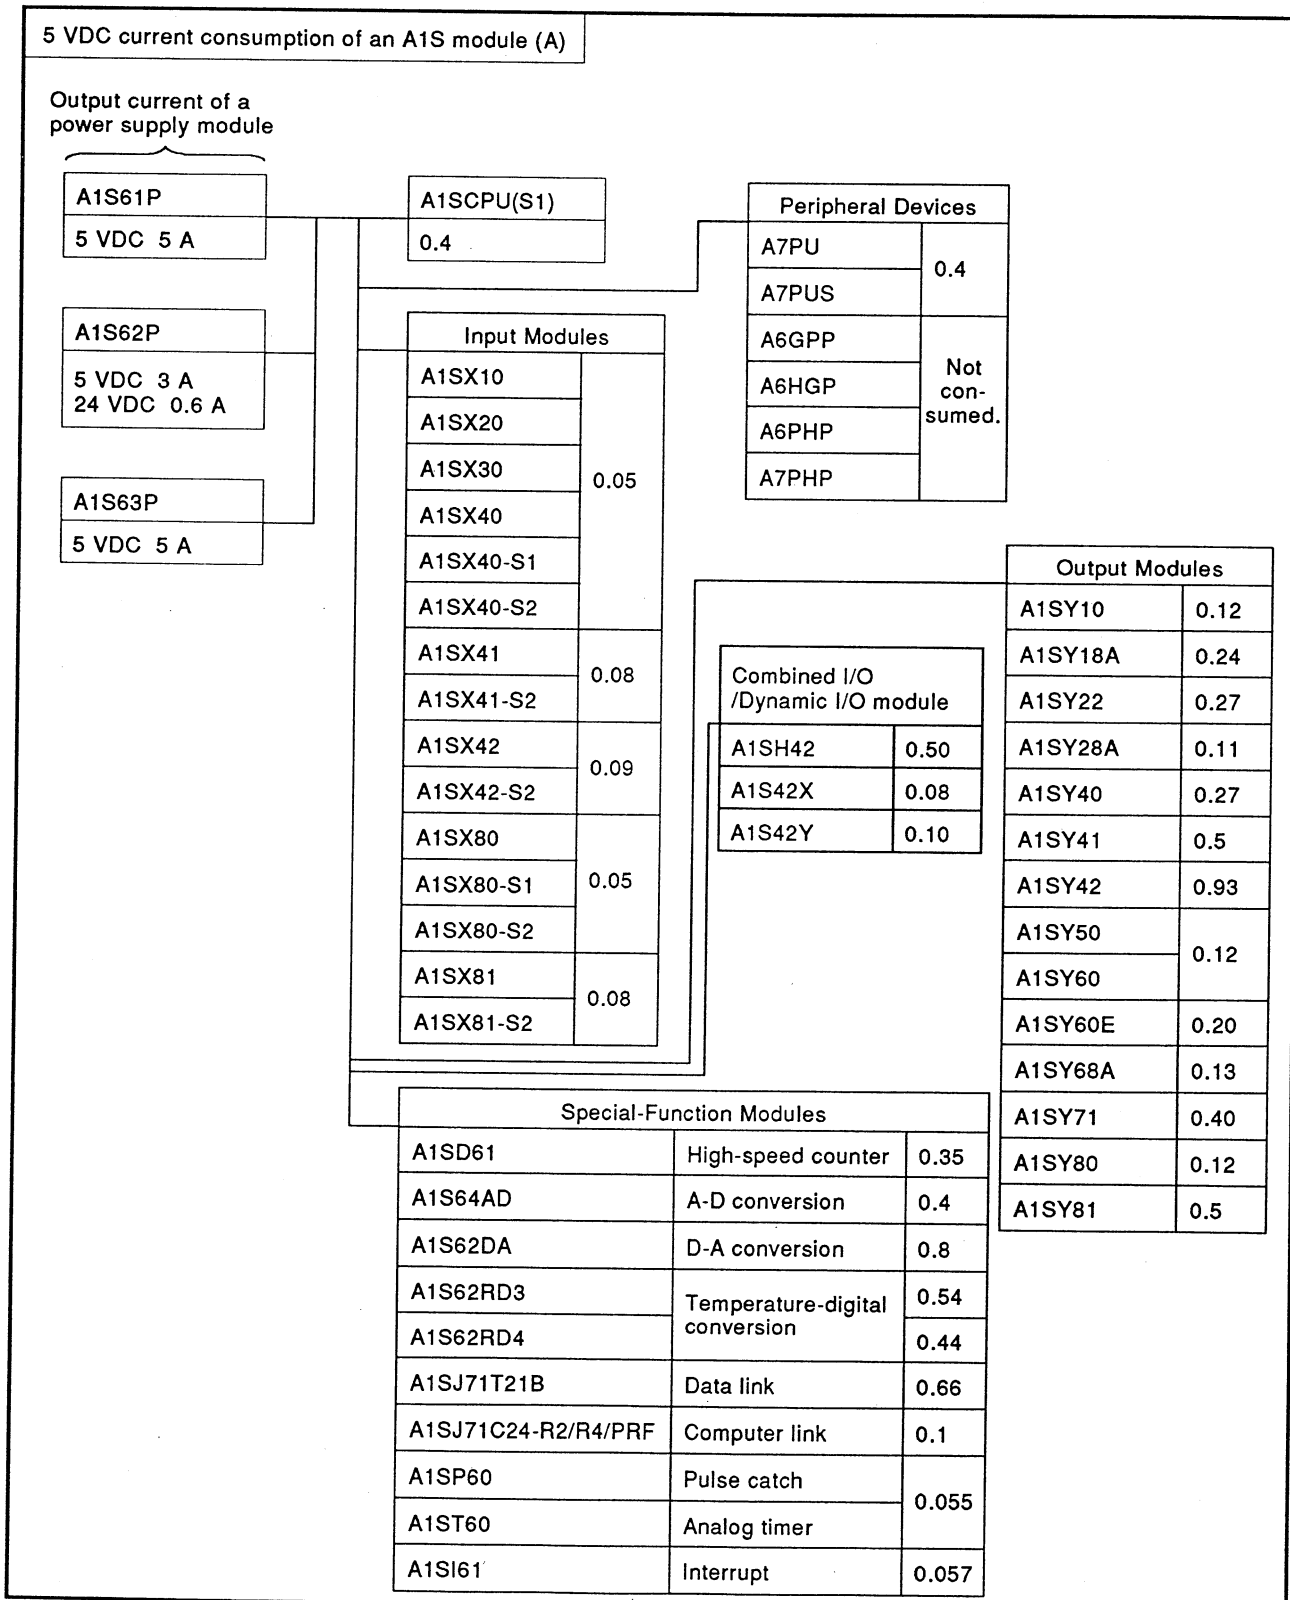 5 VDC current consumption of an A1S module (A)
Output current of a
power supply module
A1S61P
5 VDC 5 A
A1S62P
5 VDC 3 A
24 VDC 0.6 A
A1S63P
5 VDC 5 A
A1SCPU(S1)
0.4
Peripheral Devices
A7PU
0.4
A7PUS
A6GPP
Not
con-
sumed.
A6HGP
A6PHP
A7PHP
Input Modules
A1SX10
0.05
A1SX20
A1SX30
A1SX40
A1SX40-S1
A1SX40-S2
A1SX41
0.08
A1SX41-S2
A1SX42
0.09
A1SX42-S2
A1SX80
0.05
A1SX80-S1
A1SX80-S2
A1SX81
0.08
A1SX81-S2
Combined I/O
/Dynamic I/O module
A1SH42 0.50
A1S42X 0.08
A1S42Y 0.10
Output Modules
A1SY10 0.12
A1SY18A 0.24
A1SY22 0.27
A1SY28A 0.11
A1SY40 0.27
A1SY41 0.5
A1SY42 0.93
A1SY50
0.12
A1SY60
A1SY60E 0.20
A1SY68A 0.13
A1SY71 0.40
A1SY80 0.12
A1SY81 0.5
Special-Function Modules
A1SD61 High-speed counter 0.35
A1S64AD A-D conversion 0.4
A1S62DA D-A conversion 0.8
A1S62RD3 0.54
Temperature-digital
conversion
A1S62RD4 0.44
A1SJ71T21B Data link 0.66
A1SJ71C24-R2/R4/PRF Computer link 0.1
A1SP60 Pulse catch
0.055
A1ST60 Analog timer
A1SI61 Interrupt 0.057